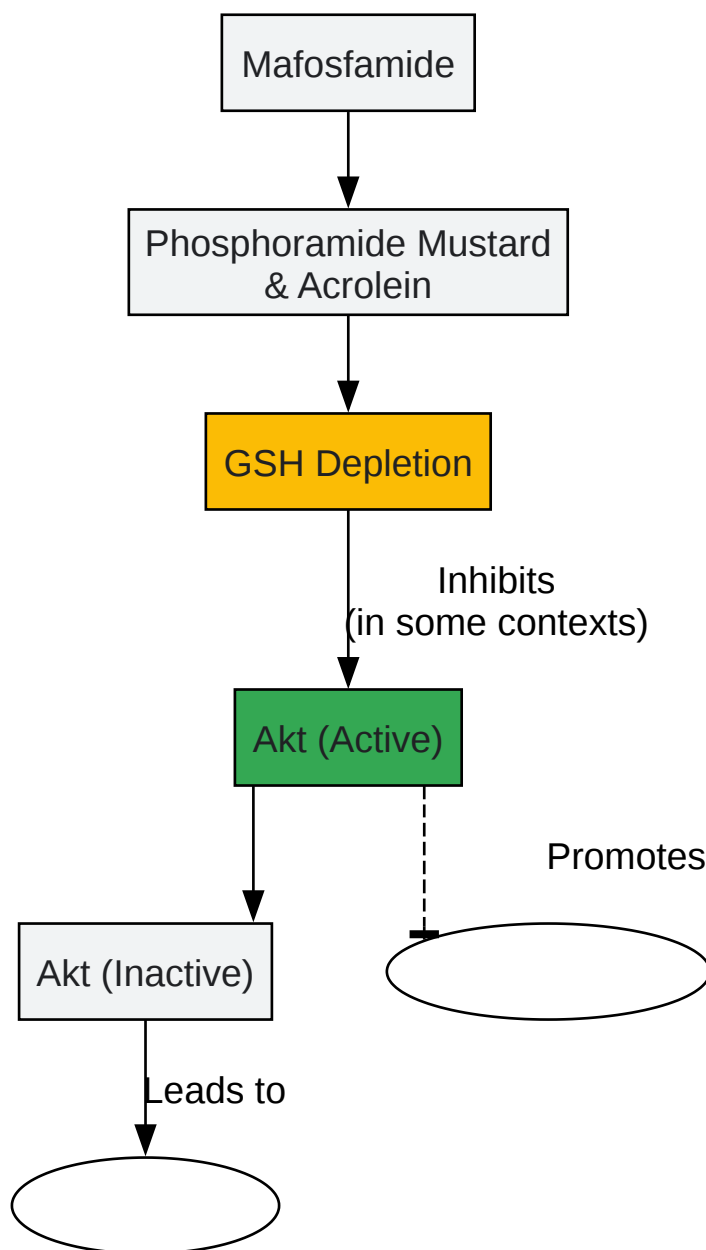 Mafosfamide
Phosphoramide Mustard
& Acrolein
GSH Depletion
Inhibits
(in some contexts)
Akt (Active)
Promotes
Akt (Inactive)
Leads to